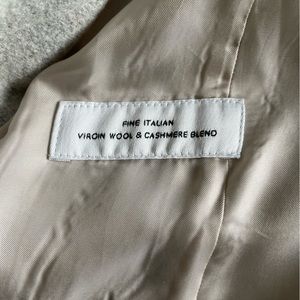 FINE ITALIAN
VIRGIN WOOL & CASHMERE BLEND